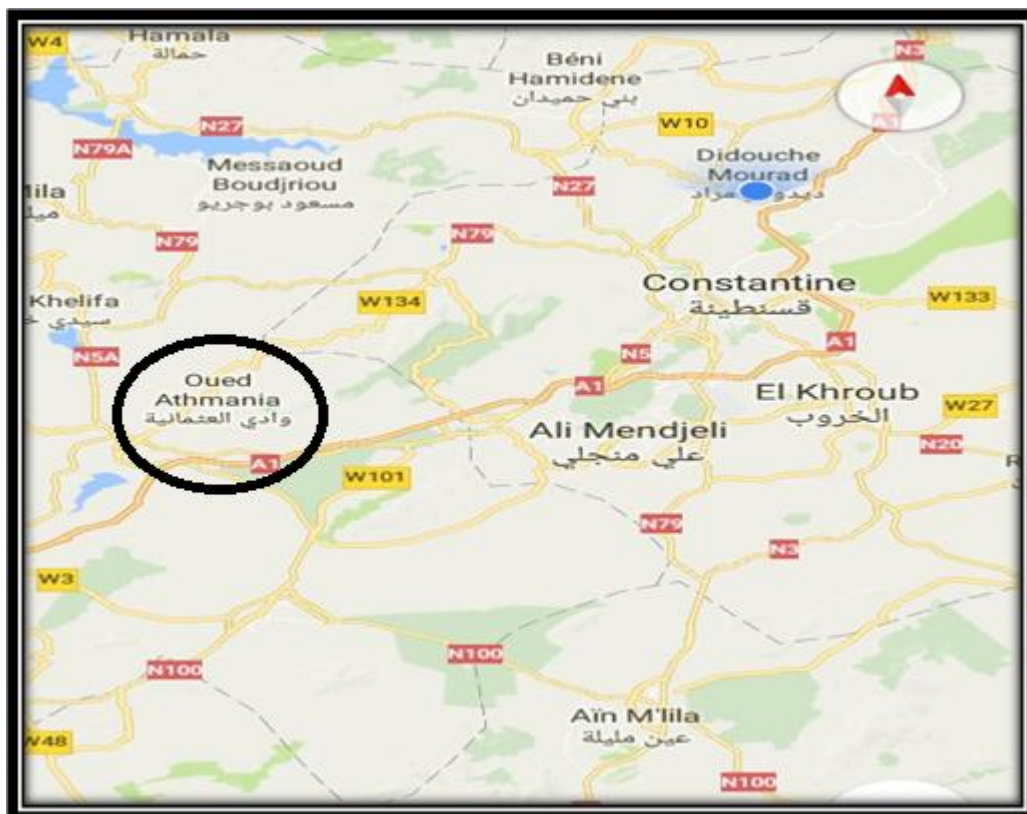 W4
Hamala
حمالة
N3
Béni
Hamidene
بني حميدان
A1
N27
W10
N79A
Messaoud
Boudjriou
مسعود بوجريو
Didouche
Mourad
مراد
N27
N79
N79
Constantine
قسنطينة
Khelifa
سيدي
W134
W133
N5A
N5
A1
A1
Oued
Athmania
وادي العثمانية
El Khroub
الخروب
W27
Ali Mendjeli
علي منجلي
N20
A1
W101
N79
N3
W3
N100
N100
Aïn M'lila
عين مليلة
W48
N100